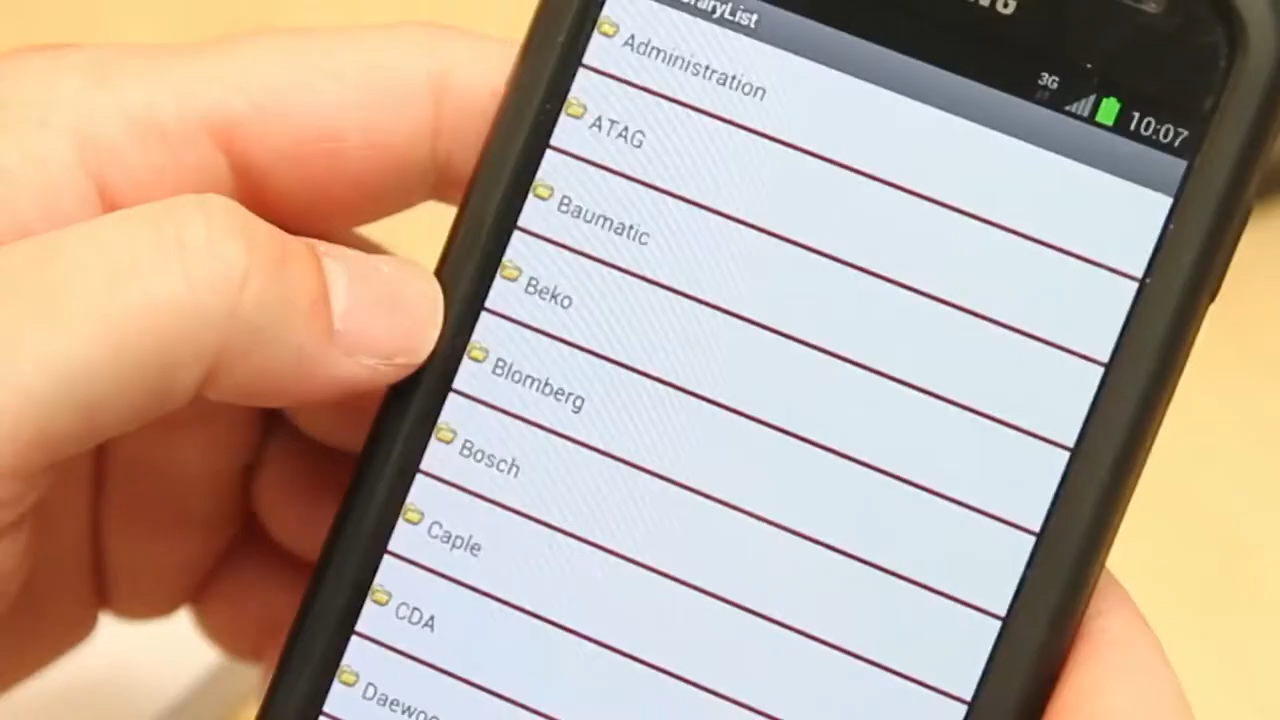 3G
10:07
Administration
ATAG
Baumatic
Beko
Blomberg
Bosch
Caple
CDA